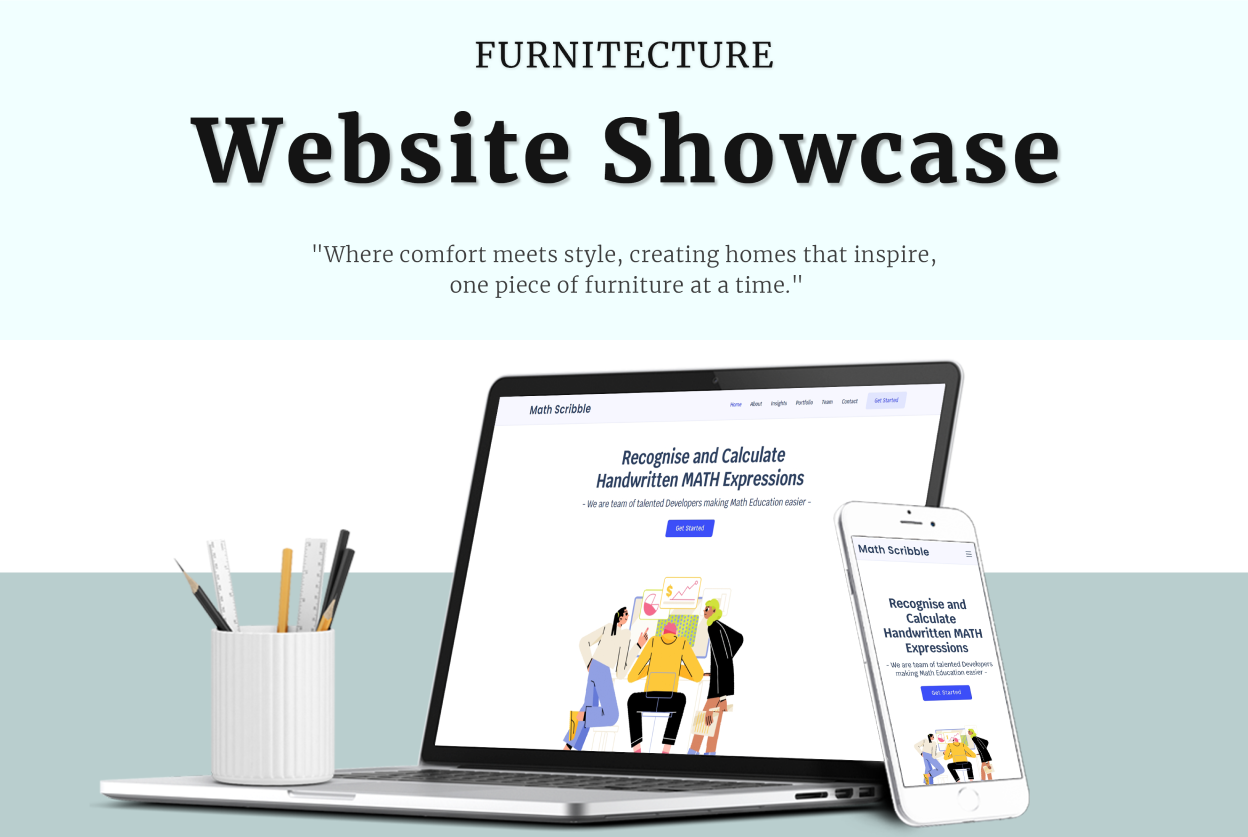 FURNITECTURE
Website Showcase
"Where comfort meets style, creating homes that inspire,
one piece of furniture at a time."
Math Scribble
Home About Insights Portfolio Team Contact Get Started
Recognise and Calculate
Handwritten MATH Expressions
- We are team of talented Developers making Math Education easier -
Get Started
$
Math Scribble
Recognise and
Calculate
Handwritten MATH
Expressions
- We are team of talented Developers
making Math Education easier -
Get Started